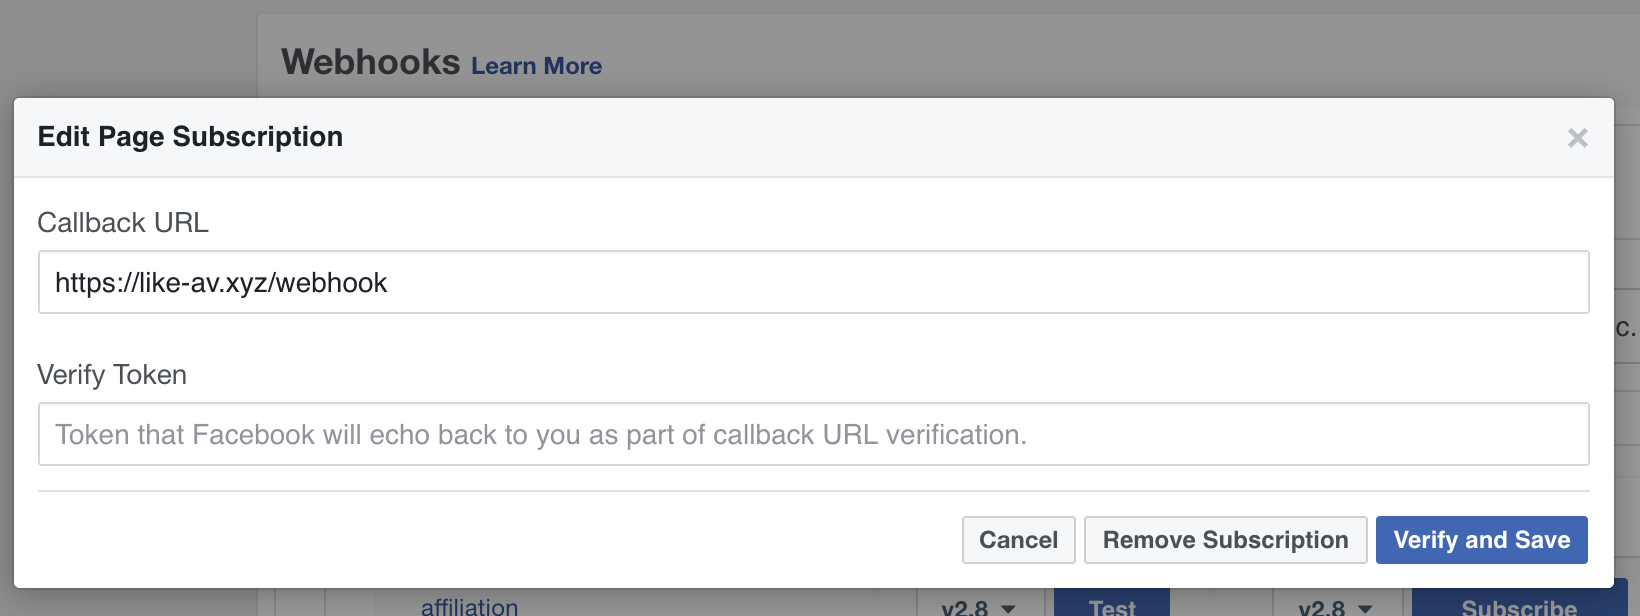 Webhooks Learn More
Edit Page Subscription
×
Callback URL
https://like-av.xyz/webhook
c.
Verify Token
Token that Facebook will echo back to you as part of callback URL verification.
Cancel Remove Subscription Verify and Save
affiliation v2.8 Test v2.8 Subscribe